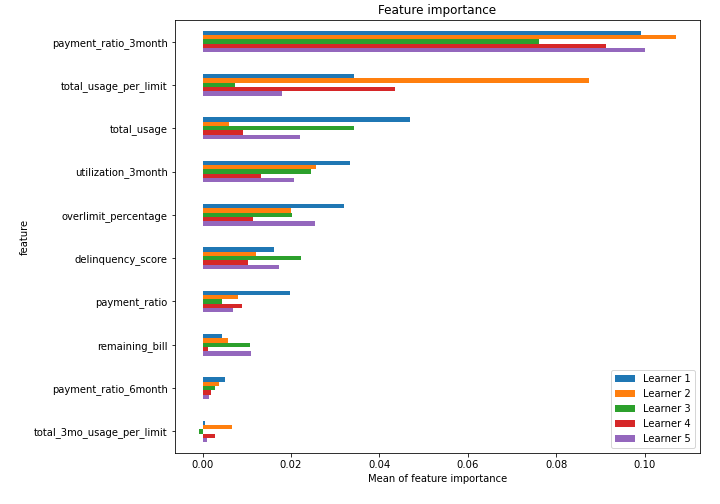 Feature importance
feature
payment_ratio_3month
total_usage_per_limit
total_usage
utilization_3month
overlimit_percentage
delinquency_score
payment_ratio
remaining_bill
payment_ratio_6month
total_3mo_usage_per_limit
Learner 1
Learner 2
Learner 3
Learner 4
Learner 5
0.00 0.02 0.04 0.06 0.08 0.10
Mean of feature importance